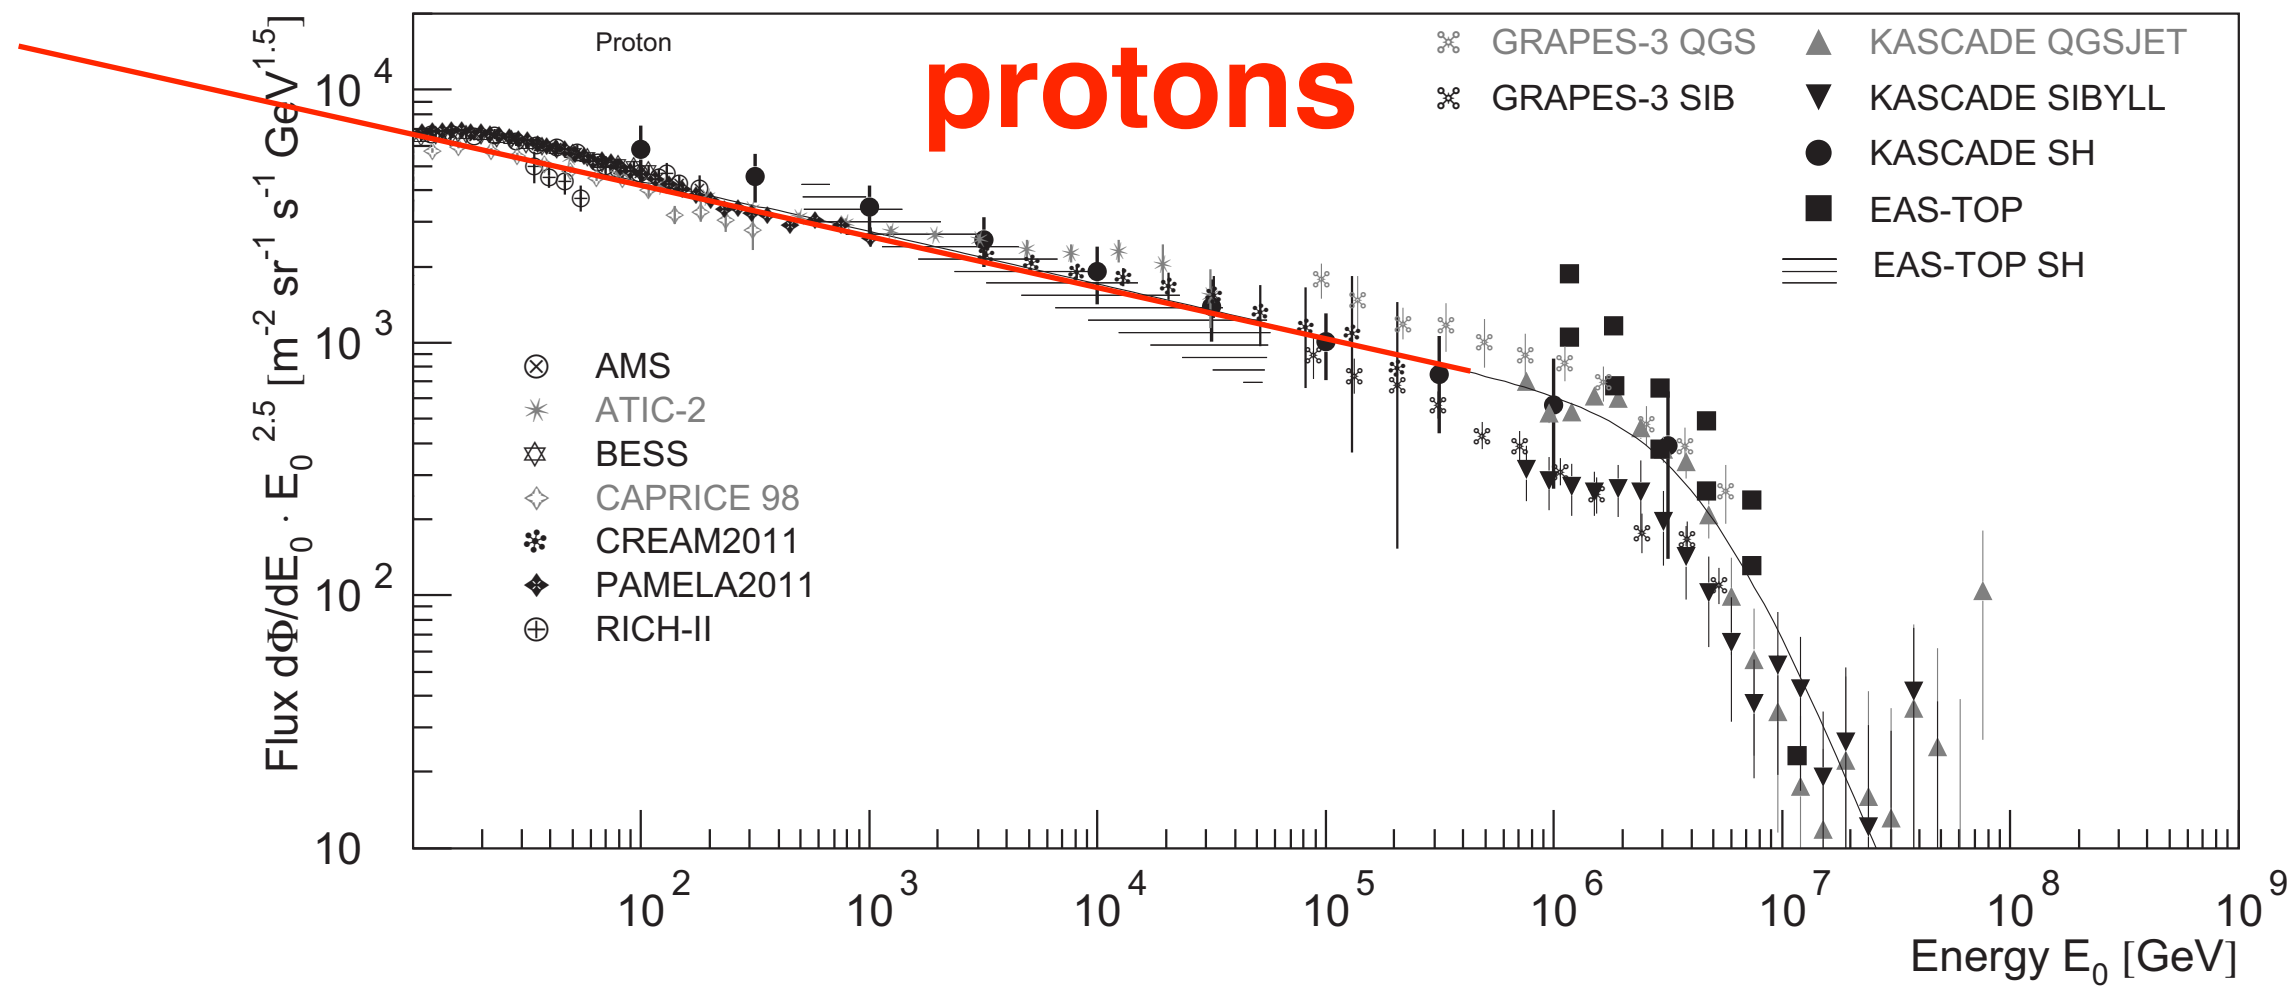 Proton
protons
GRAPES-3 QGS
GRAPES-3 SIB
KASCADE QGSJET
KASCADE SIBYLL
KASCADE SH
EAS-TOP
EAS-TOP SH
Flux dΦ/dE₀ · E₀^2.5 [m^-2 sr^-1 s^-1 GeV^1.5]
10^4
10^3
10^2
10
AMS
ATIC-2
BESS
CAPRICE 98
CREAM2011
PAMELA2011
RICH-II
10^2 10^3 10^4 10^5 10^6 10^7 10^8 10^9
Energy E₀ [GeV]